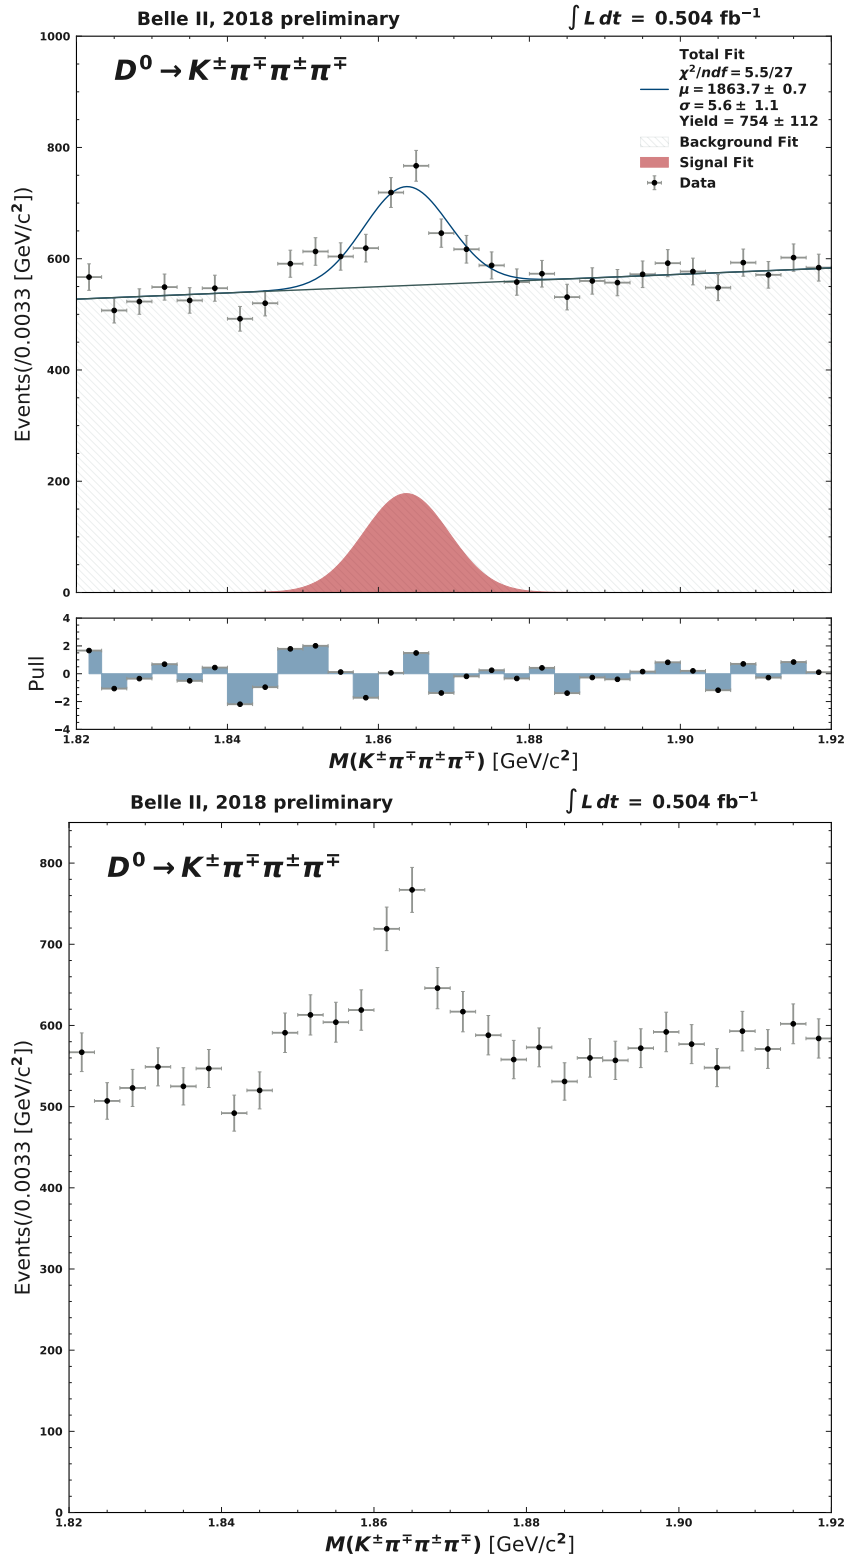 Belle II, 2018 preliminary ∫ L dt = 0.504 fb⁻¹
D⁰ → K±π∓π±π∓
Total Fit
χ²/ndf = 5.5/27
μ = 1863.7 ± 0.7
σ = 5.6 ± 1.1
Yield = 754 ± 112
Background Fit
Signal Fit
Data
Events(/0.0033 [GeV/c²])
1000
800
600
400
200
0
Pull
4
2
0
−2
−4
1.82 1.84 1.86 1.88 1.90 1.92
M(K±π∓π±π∓) [GeV/c²]
Belle II, 2018 preliminary ∫ L dt = 0.504 fb⁻¹
D⁰ → K±π∓π±π∓
Events(/0.0033 [GeV/c²])
800
700
600
500
400
300
200
100
0
1.82 1.84 1.86 1.88 1.90 1.92
M(K±π∓π±π∓) [GeV/c²]